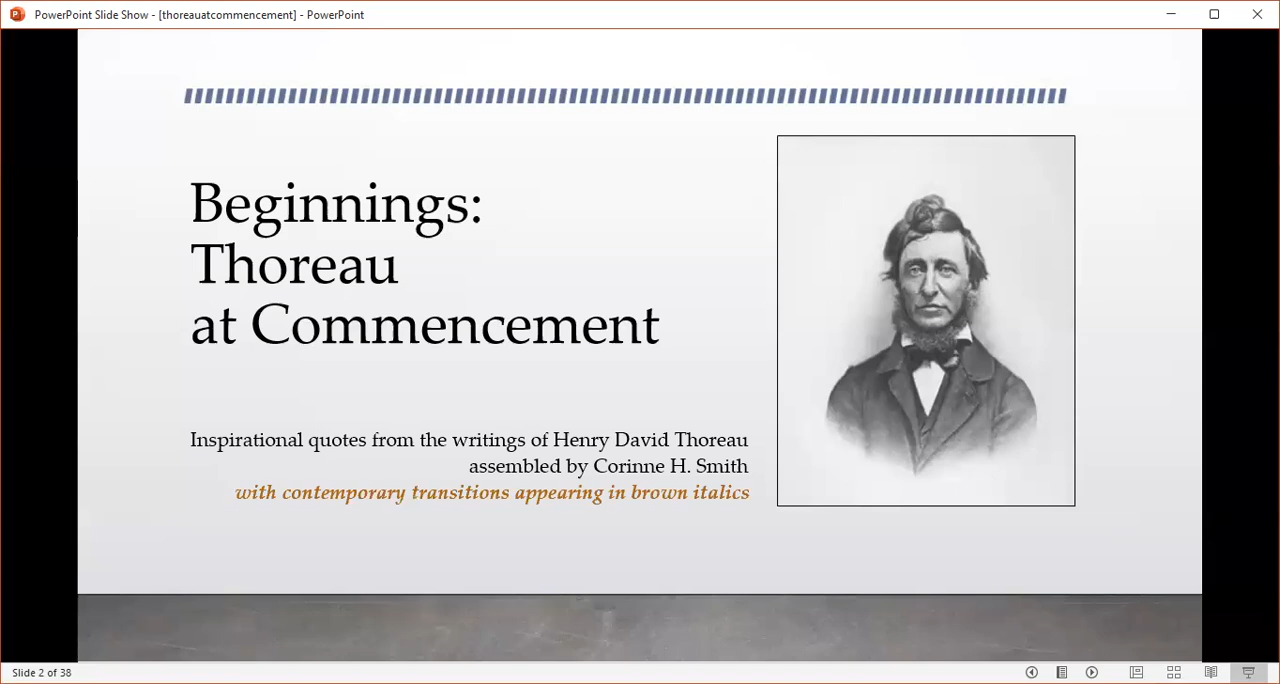 PowerPoint Slide Show - [thoreauatcommencement] - PowerPoint
Beginnings:
Thoreau
at Commencement
Inspirational quotes from the writings of Henry David Thoreau
assembled by Corinne H. Smith
with contemporary transitions appearing in brown italics
Slide 2 of 38